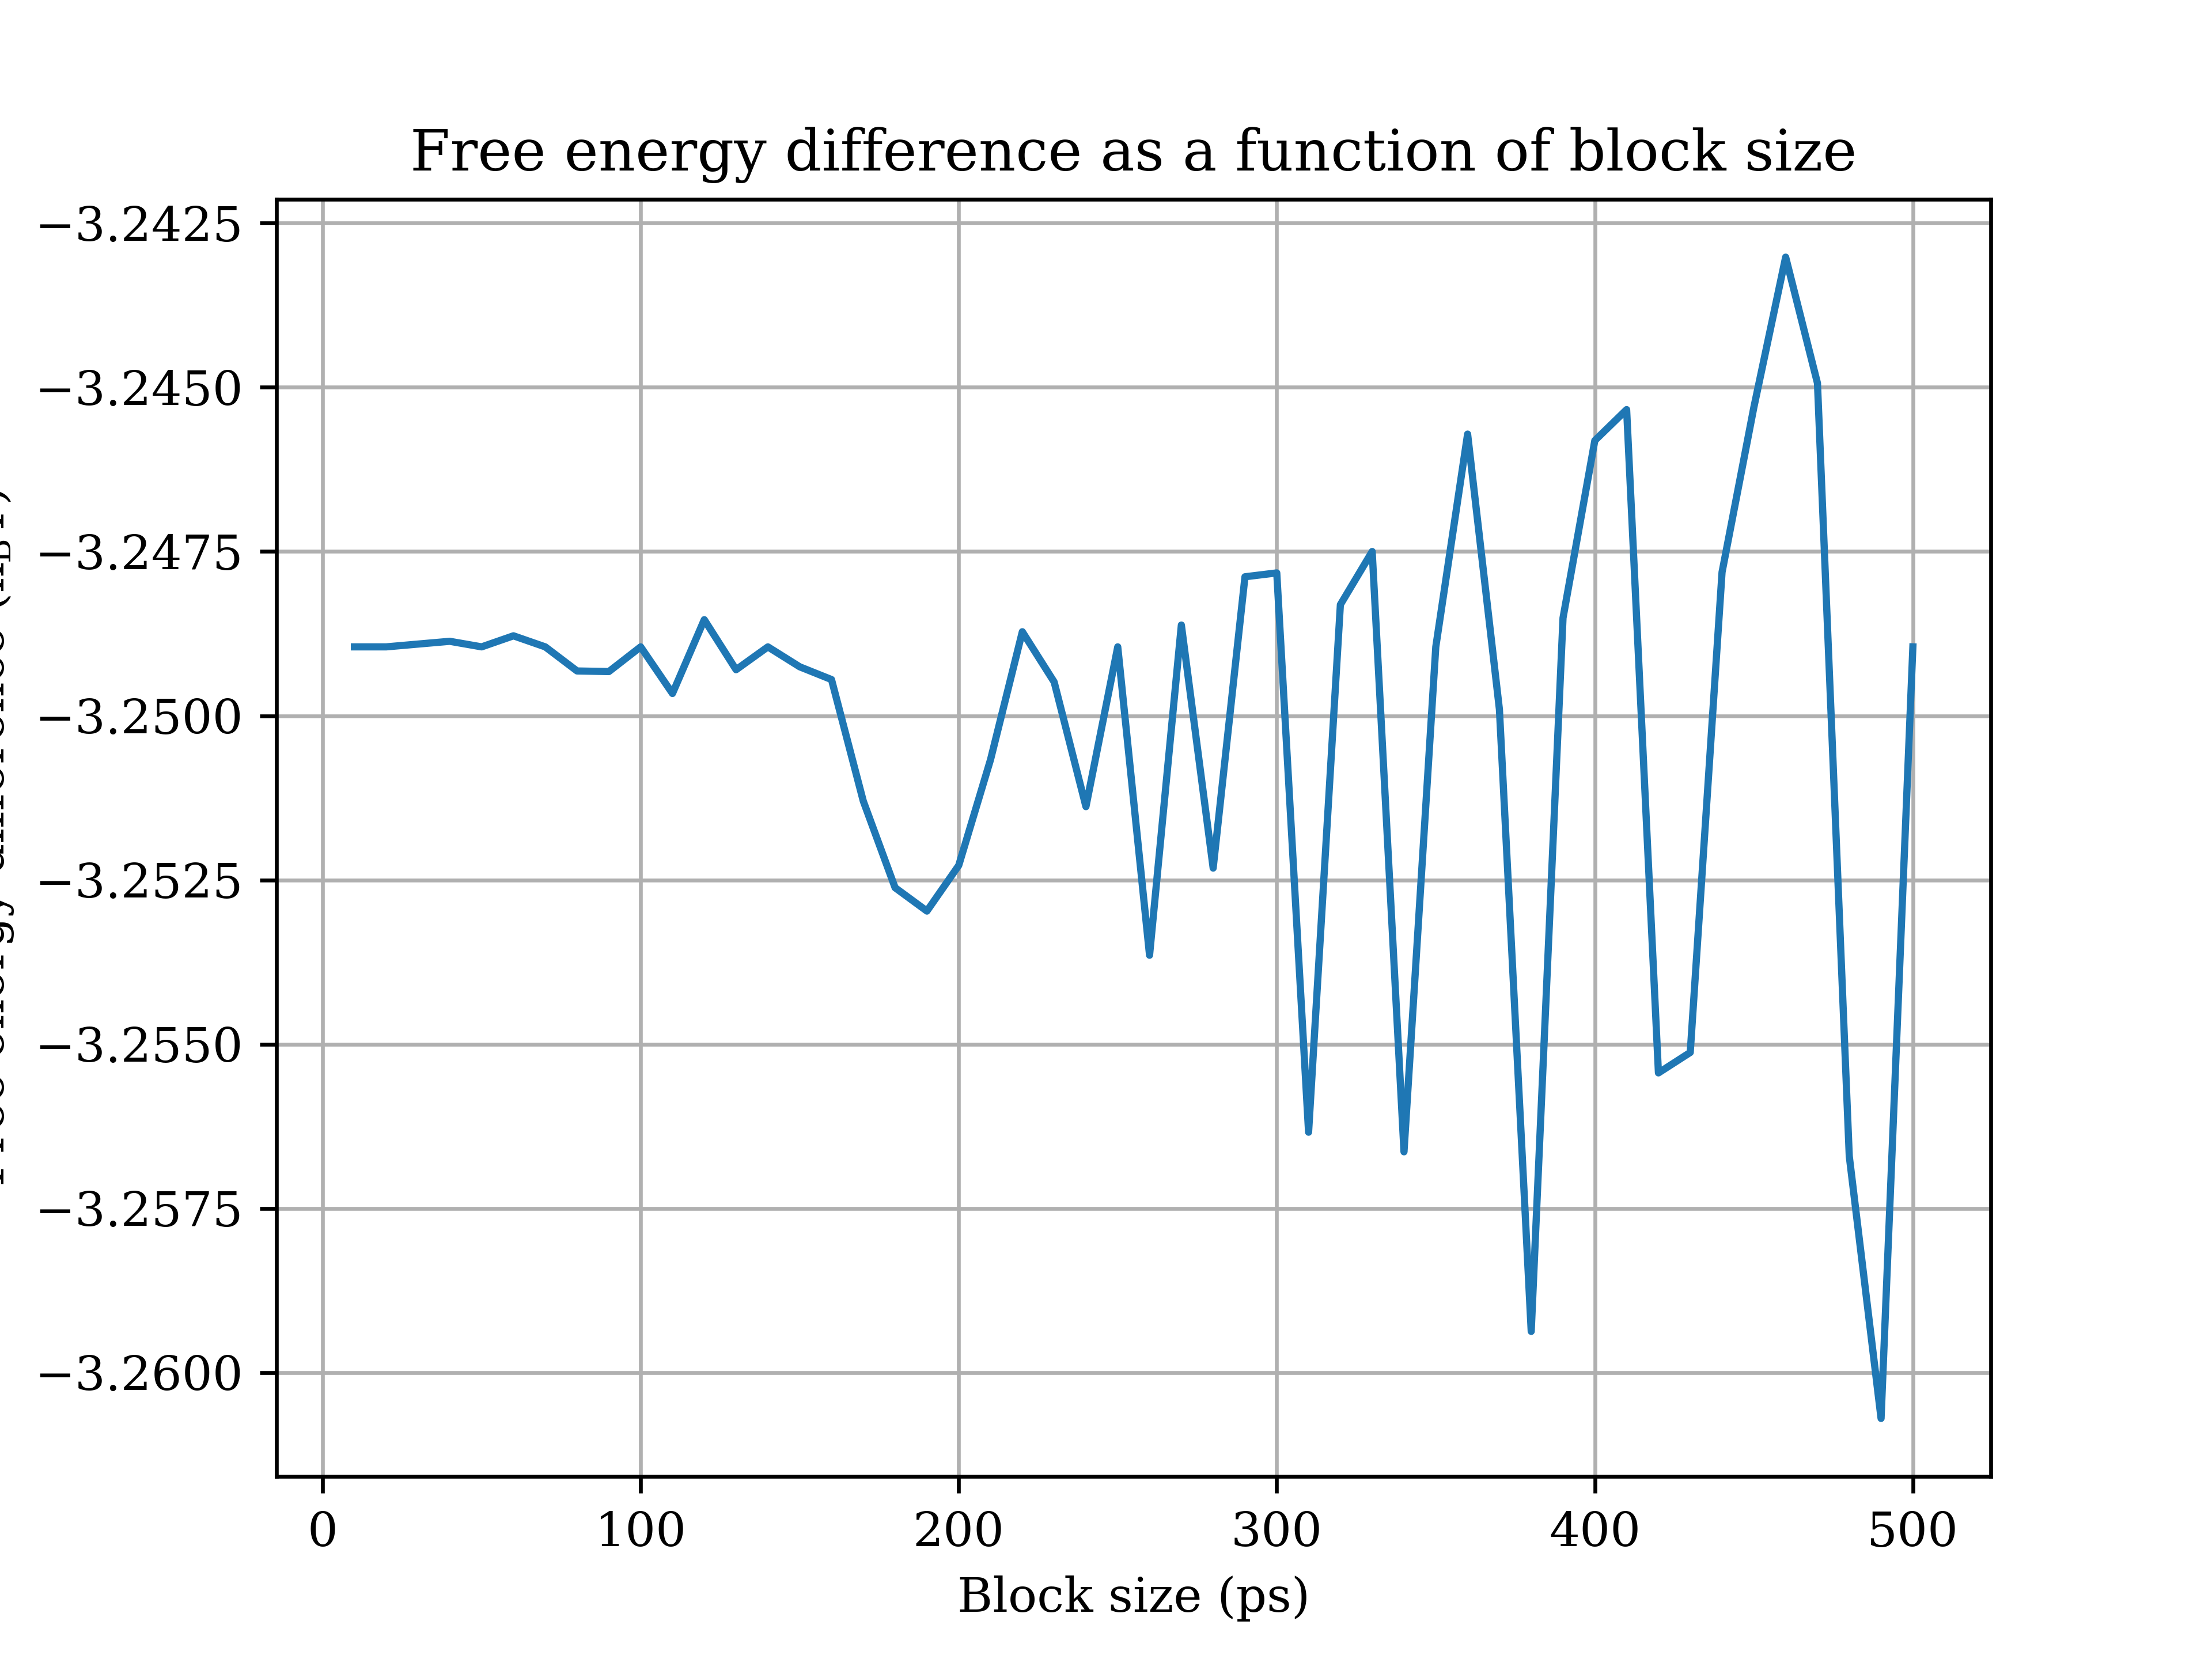 Free energy difference as a function of block size
−3.2425
−3.2450
−3.2475
−3.2500
−3.2525
−3.2550
−3.2575
−3.2600
0 100 200 300 400 500
Block size (ps)